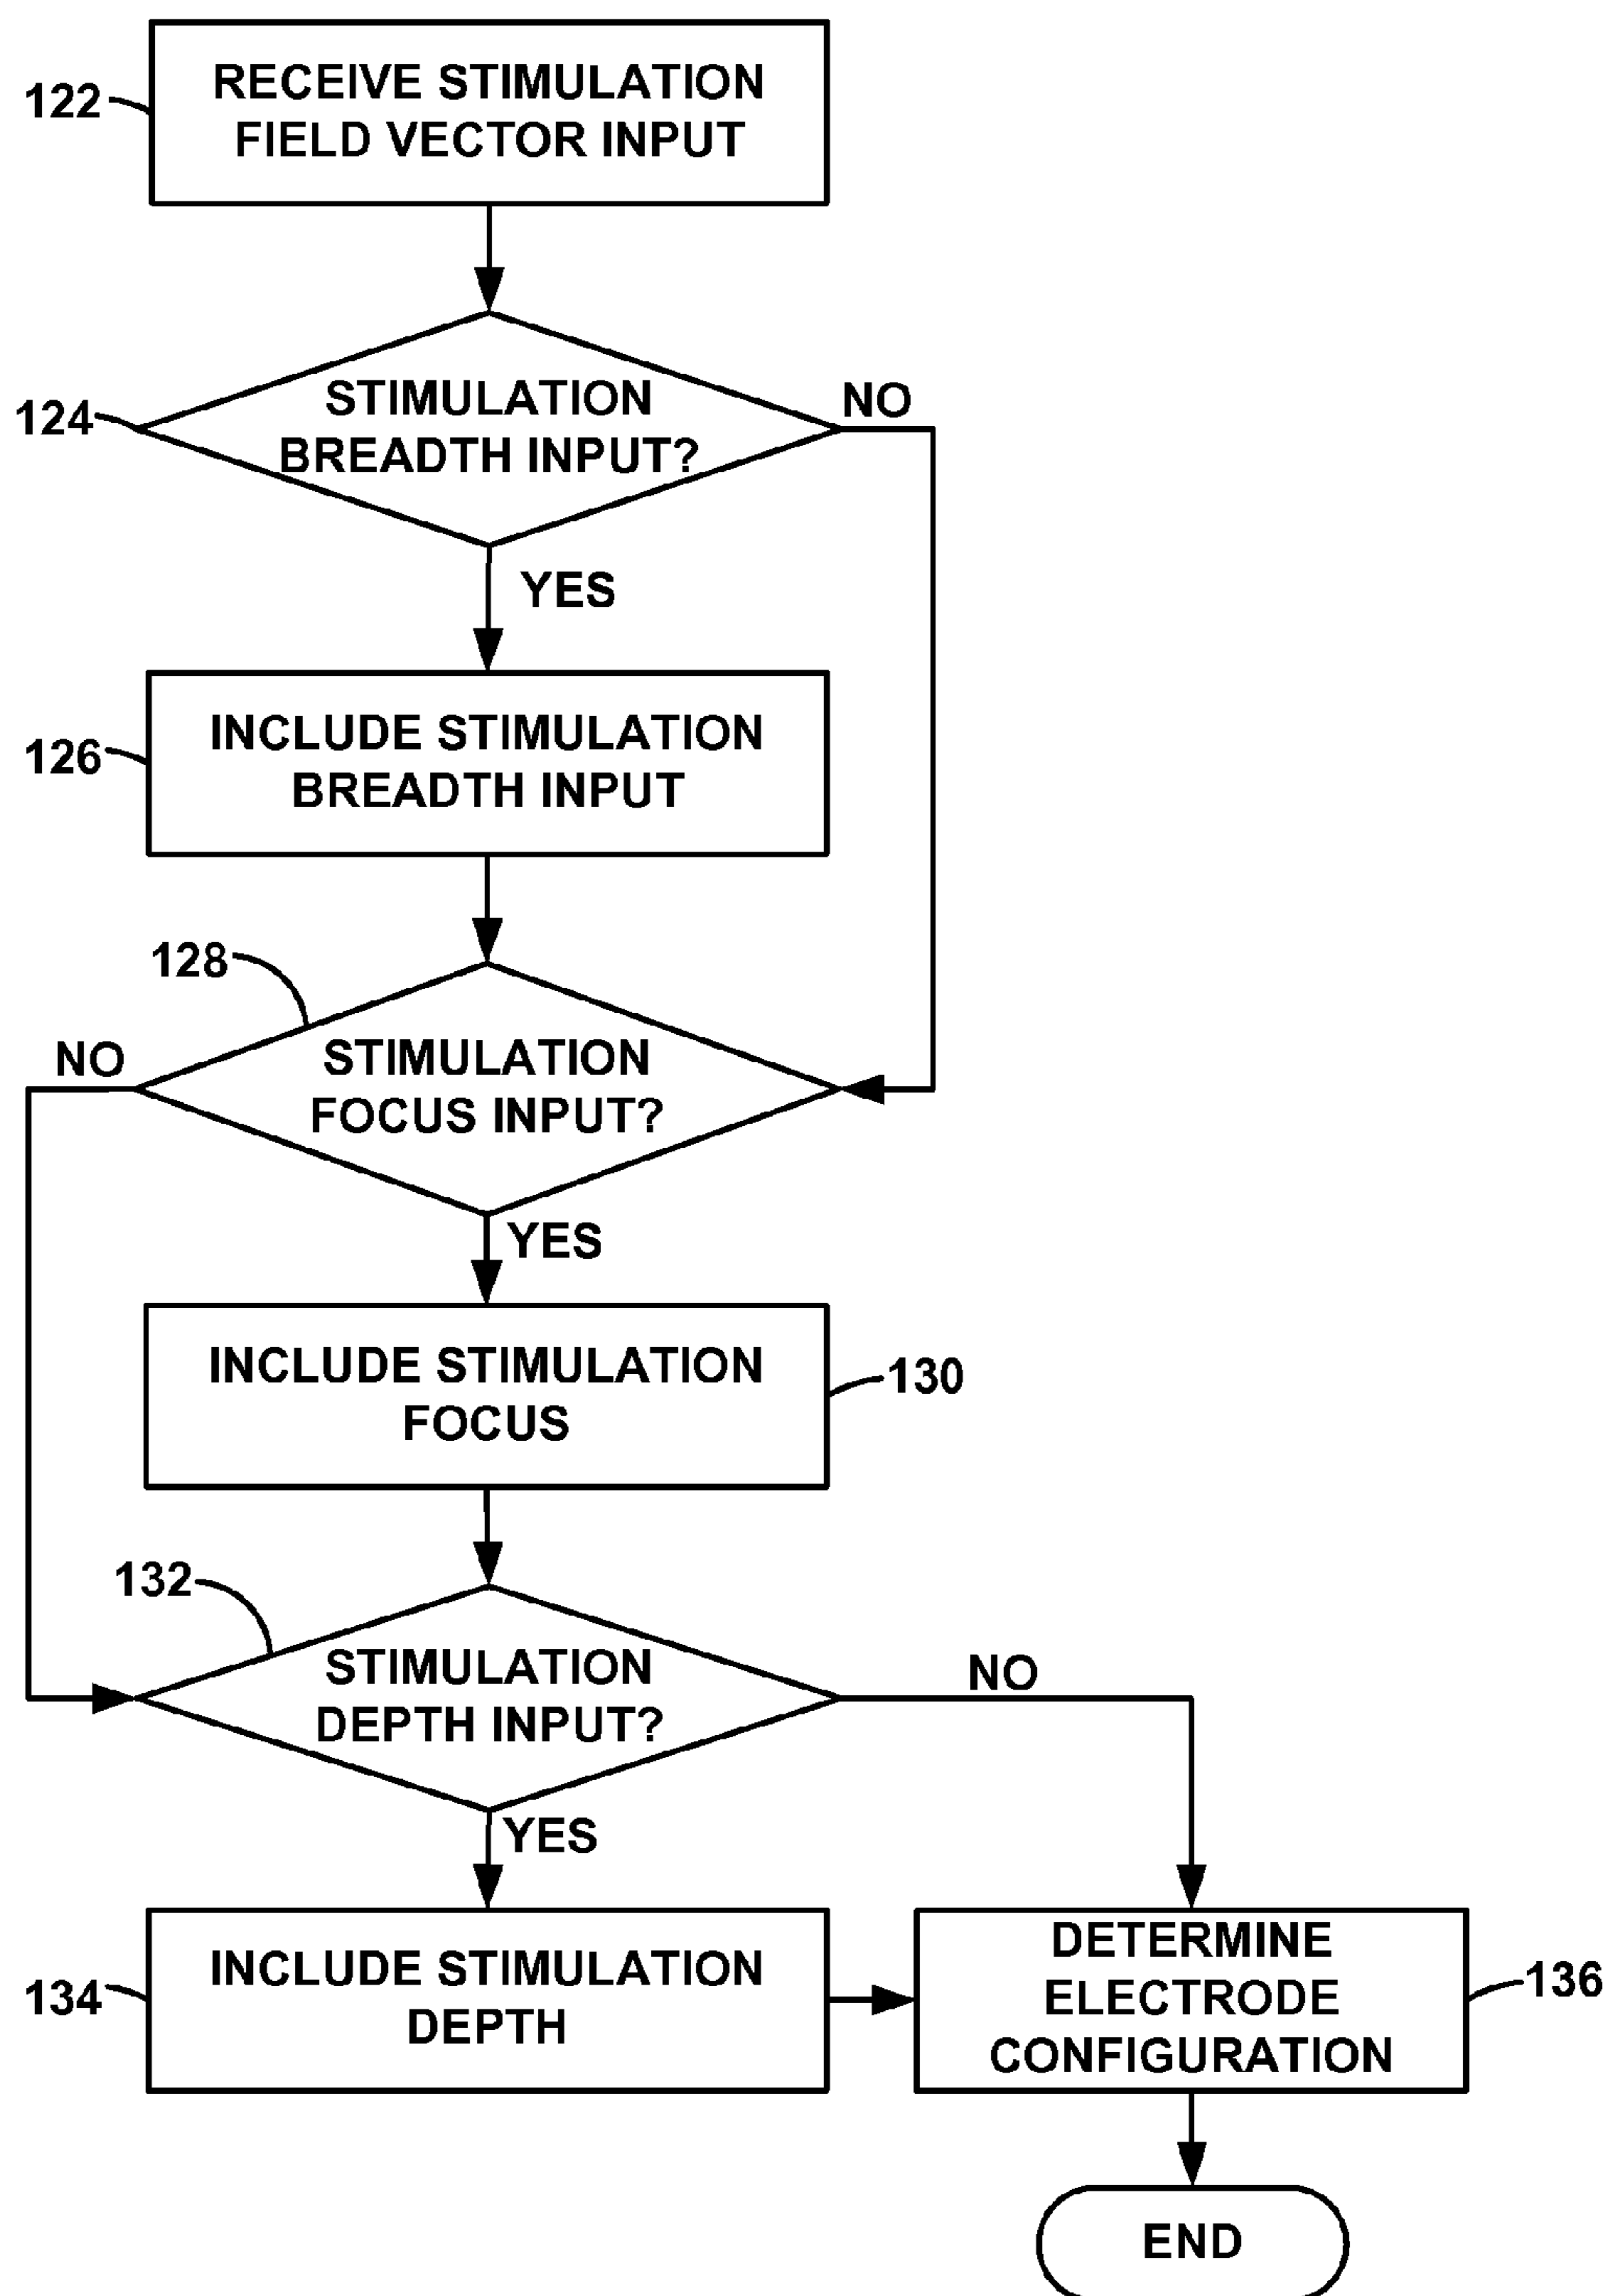 122
RECEIVE STIMULATION
FIELD VECTOR INPUT
124
STIMULATION
BREADTH INPUT?
NO
YES
126
INCLUDE STIMULATION
BREADTH INPUT
128
NO
STIMULATION
FOCUS INPUT?
YES
INCLUDE STIMULATION
FOCUS
130
132
STIMULATION
DEPTH INPUT?
NO
YES
134
INCLUDE STIMULATION
DEPTH
DETERMINE
ELECTRODE
CONFIGURATION
136
END